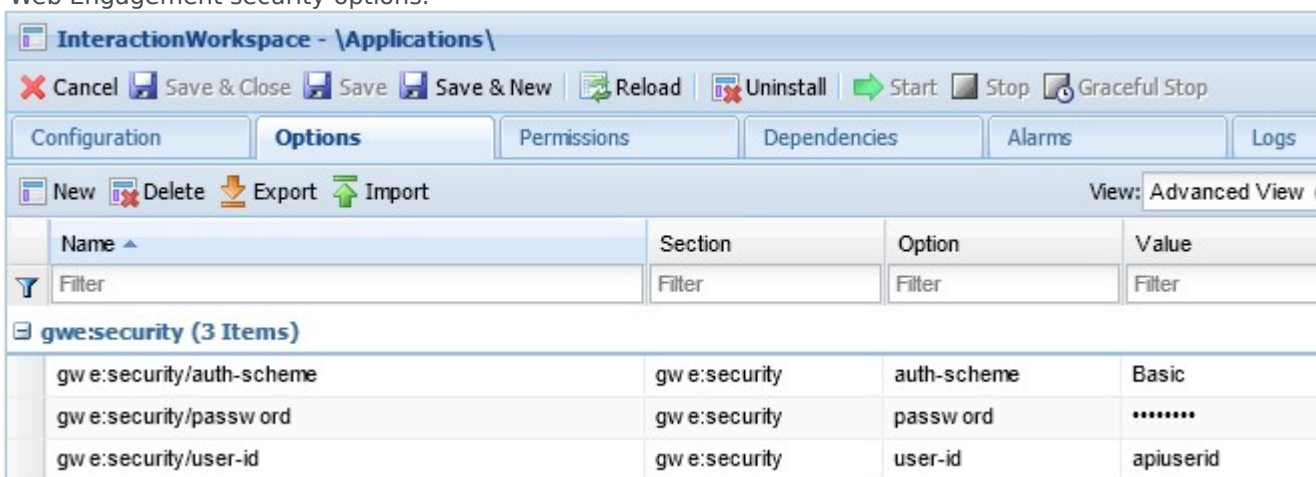 Web Engagement security options:
InteractionWorkspace - \Applications\
Cancel Save & Close Save Save & New Reload Uninstall Start Stop Graceful Stop
Configuration Options Permissions Dependencies Alarms Logs
New Delete Export Import View: Advanced View (
Name Section Option Value
Filter Filter Filter Filter
gwe:security (3 Items)
gwe:security/auth-scheme gwe:security auth-scheme Basic
gwe:security/password gwe:security password ••••••••
gwe:security/user-id gwe:security user-id apiuserid